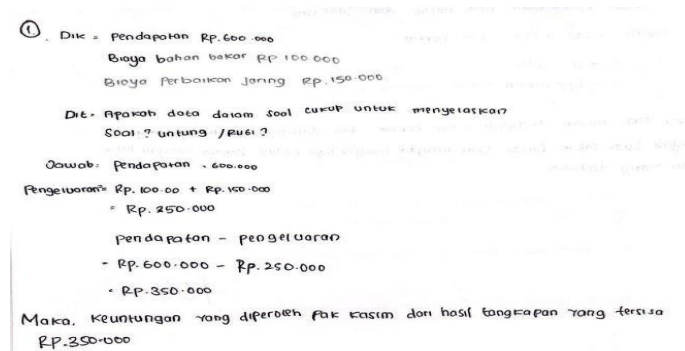 ① Dik = Pendapatan Rp. 600.000
Biaya bahan bakar Rp 100.000
Biaya Perbaikan Jaring Rp. 150.000
Dit = Apakah data dalam soal cukup untuk menyelaskan
Soal ? untung / Rugi ?
Jawab : Pendapatan = 600.000
Pengeluaran = Rp. 100.00 + Rp. 150.000
= Rp. 250.000
Pendapatan - pengeluaran
= Rp. 600.000 - Rp. 250.000
= Rp. 350.000
Maka, Keuntungan yang diperoleh Pak Kasim dari hasil tangkapan yang tersisa
Rp. 350.000